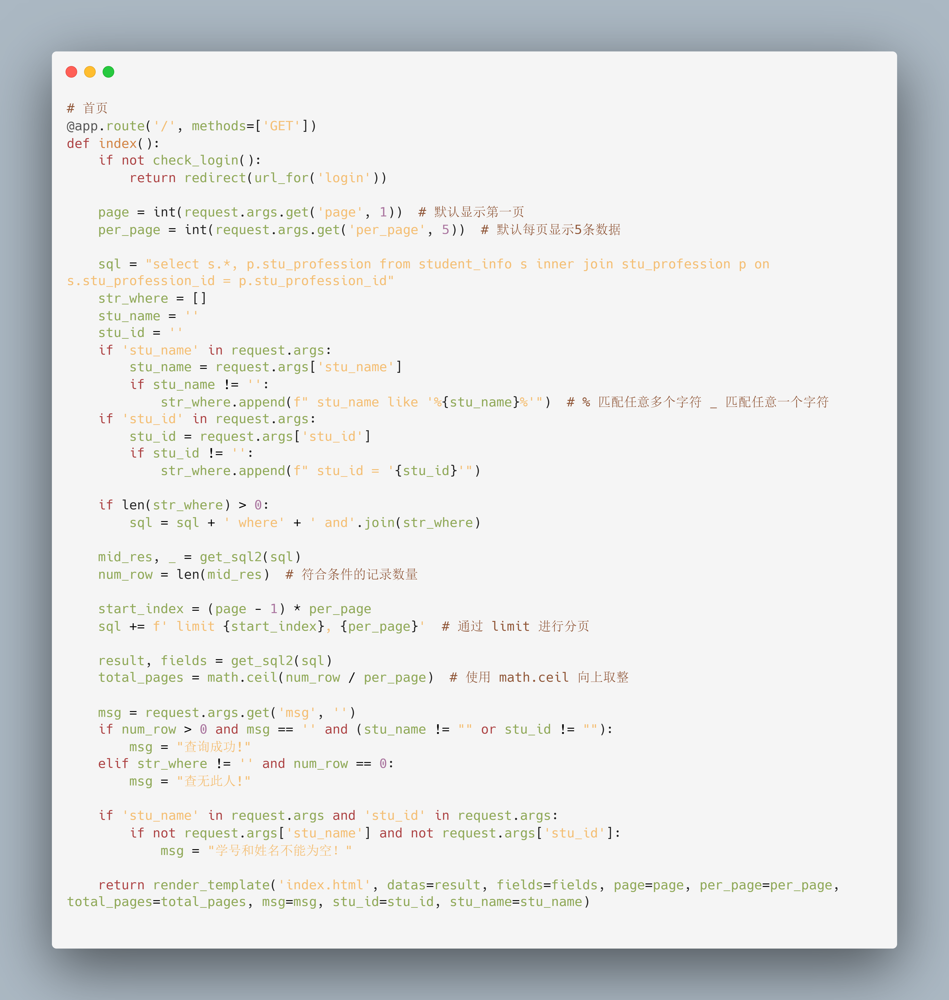 # 首页
@app.route('/', methods=['GET'])
def index():
    if not check_login():
        return redirect(url_for('login'))

    page = int(request.args.get('page', 1))  # 默认显示第一页
    per_page = int(request.args.get('per_page', 5))  # 默认每页显示5条数据

    sql = "select s.*, p.stu_profession from student_info s inner join stu_profession p on
s.stu_profession_id = p.stu_profession_id"
    str_where = []
    stu_name = ''
    stu_id = ''
    if 'stu_name' in request.args:
        stu_name = request.args['stu_name']
        if stu_name != '':
            str_where.append(f" stu_name like '%{stu_name}%'")  # % 匹配任意多个字符 _ 匹配任意一个字符
    if 'stu_id' in request.args:
        stu_id = request.args['stu_id']
        if stu_id != '':
            str_where.append(f" stu_id = '{stu_id}'")

    if len(str_where) > 0:
        sql = sql + ' where' + ' and'.join(str_where)

    mid_res, _ = get_sql2(sql)
    num_row = len(mid_res)  # 符合条件的记录数量

    start_index = (page - 1) * per_page
    sql += f' limit {start_index}, {per_page}'  # 通过 limit 进行分页

    result, fields = get_sql2(sql)
    total_pages = math.ceil(num_row / per_page)  # 使用 math.ceil 向上取整

    msg = request.args.get('msg', '')
    if num_row > 0 and msg == '' and (stu_name != "" or stu_id != ""):
        msg = "查询成功!"
    elif str_where != '' and num_row == 0:
        msg = "查无此人!"

    if 'stu_name' in request.args and 'stu_id' in request.args:
        if not request.args['stu_name'] and not request.args['stu_id']:
            msg = "学号和姓名不能为空！"

    return render_template('index.html', datas=result, fields=fields, page=page, per_page=per_page,
total_pages=total_pages, msg=msg, stu_id=stu_id, stu_name=stu_name)